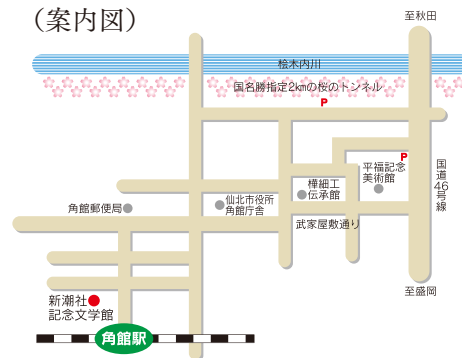 (案内図)
至秋田
桧木内川
国名勝指定2kmの桜のトンネル
P
P
平福記念
美術館
国道46号線
樺細工
伝承館
仙北市役所
角館庁舎
角館郵便局
武家屋敷通り
至盛岡
新潮社
記念文学館
角館駅